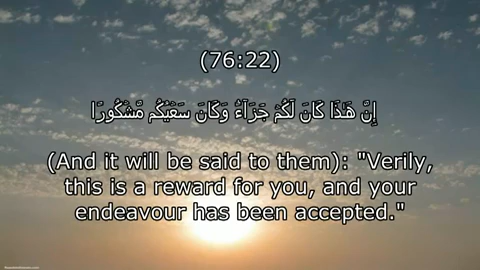 (76:22)
إِنَّ هَٰذَا كَانَ لَكُمْ جَزَآءً وَكَانَ سَعْيُكُم مَّشْكُورًا
(And it will be said to them): "Verily,
this is a reward for you, and your
endeavour has been accepted."